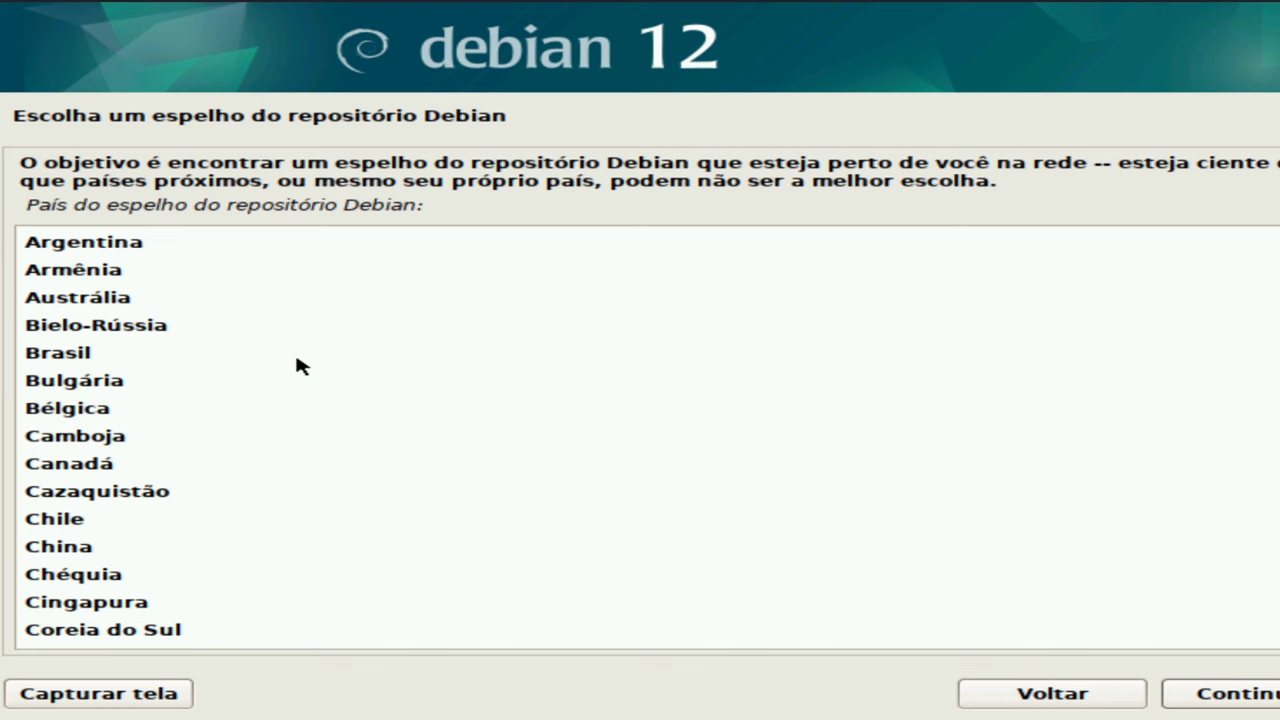 debian 12
Escolha um espelho do repositório Debian
O objetivo é encontrar um espelho do repositório Debian que esteja perto de você na rede -- esteja ciente
que países próximos, ou mesmo seu próprio país, podem não ser a melhor escolha.
País do espelho do repositório Debian:
Argentina
Armênia
Austrália
Bielo-Rússia
Brasil
Bulgária
Bélgica
Camboja
Canadá
Cazaquistão
Chile
China
Chéquia
Cingapura
Coreia do Sul
Capturar tela
Voltar